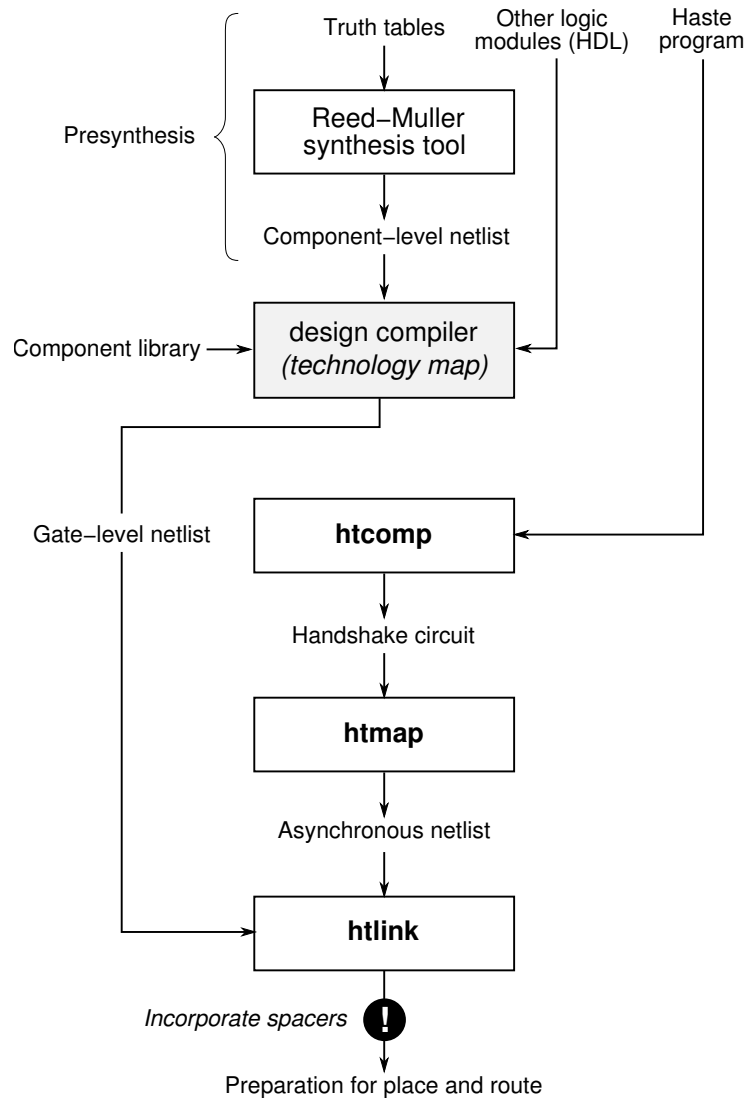 Truth tables
Other logic
modules (HDL)
Haste
program
Presynthesis
Reed−Muller
synthesis tool
Component−level netlist
Component library
design compiler
(technology map)
Gate−level netlist
htcomp
Handshake circuit
htmap
Asynchronous netlist
htlink
Incorporate spacers
!
Preparation for place and route